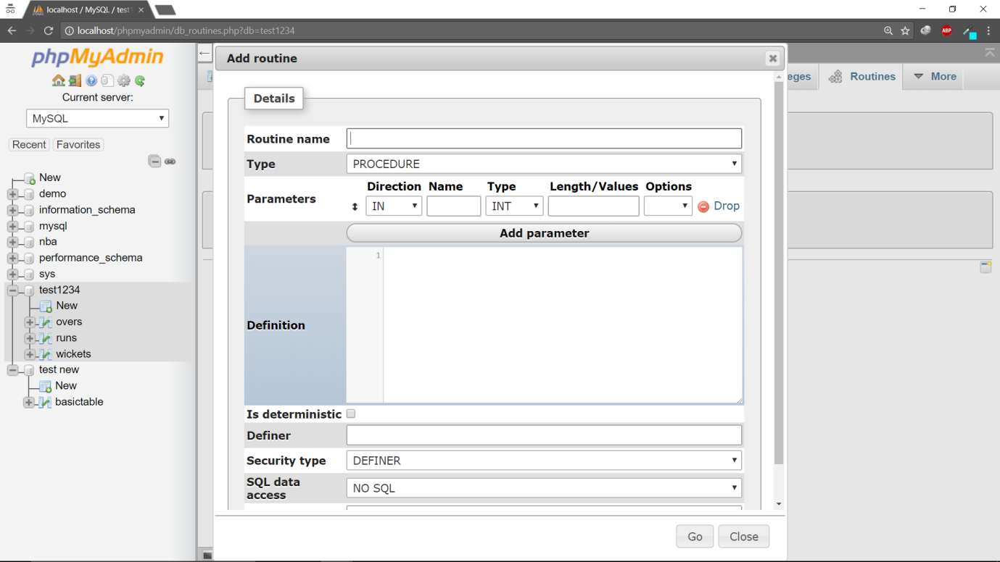 localhost / MySQL / test1
localhost/phpmyadmin/db_routines.php?db=test1234
ABP
phpMyAdmin
Current server:
MySQL
Recent Favorites
New
demo
information_schema
mysql
nba
performance_schema
sys
test1234
New
overs
runs
wickets
test new
New
basictable
eges
Routines
More
Add routine
Details
Routine name
Type PROCEDURE
Parameters
Direction Name Type Length/Values Options
IN INT Drop
Add parameter
Definition
1
Is deterministic
Definer
Security type DEFINER
SQL data
access
NO SQL
Go Close